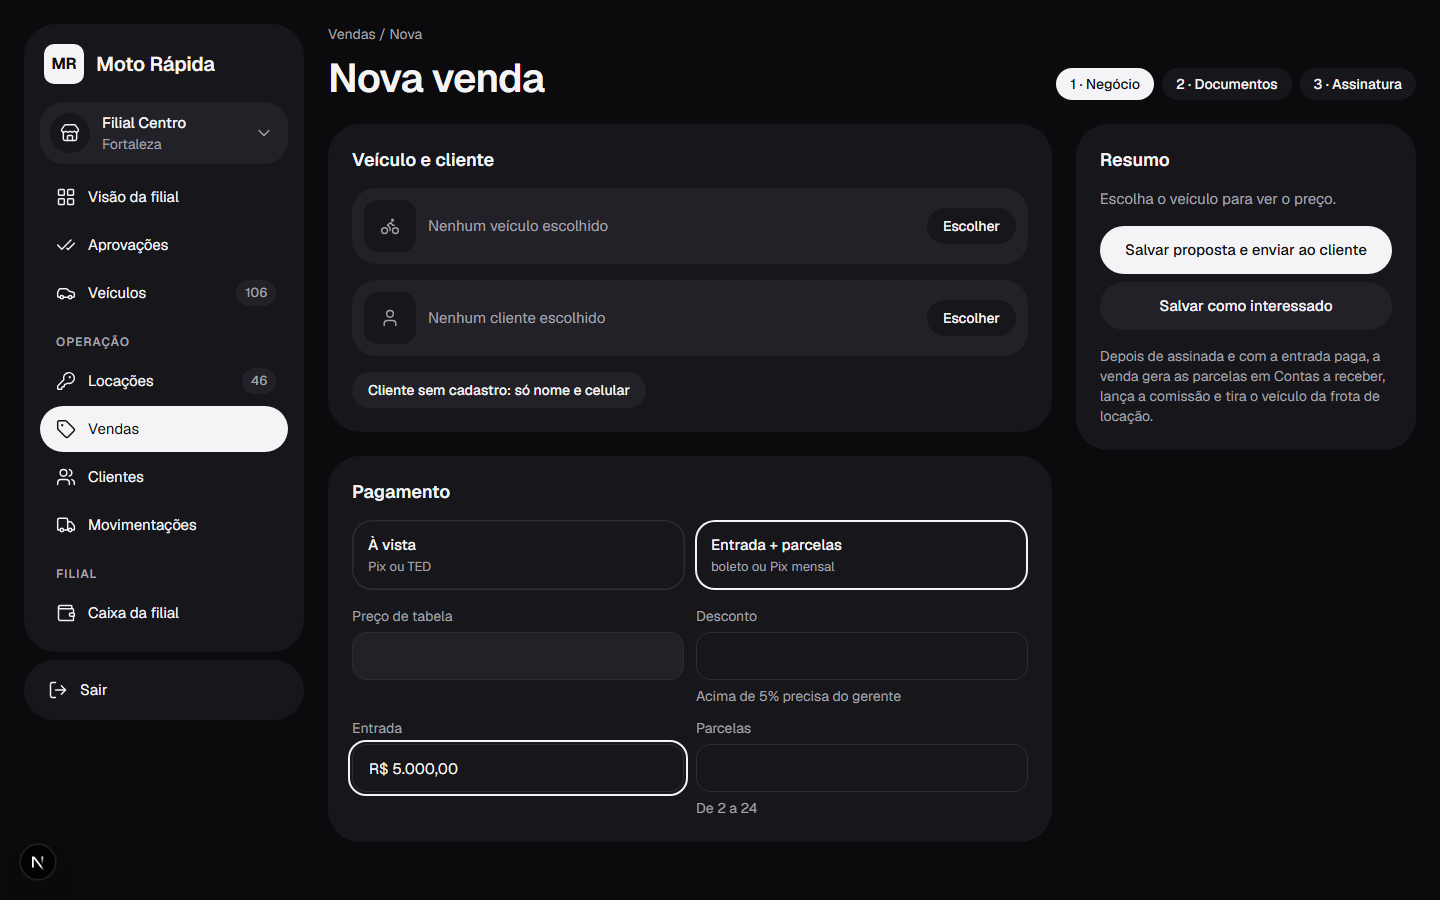 MR
Moto Rápida
Filial Centro
Fortaleza
Visão da filial
Aprovações
Veículos 106
OPERAÇÃO
Locações 46
Vendas
Clientes
Movimentações
FILIAL
Caixa da filial
Sair
N
Vendas / Nova
Nova venda
1 · Negócio
2 · Documentos
3 · Assinatura
Veículo e cliente
Nenhum veículo escolhido
Escolher
Nenhum cliente escolhido
Escolher
Cliente sem cadastro: só nome e celular
Pagamento
À vista
Pix ou TED
Entrada + parcelas
boleto ou Pix mensal
Preço de tabela
Desconto
Acima de 5% precisa do gerente
Entrada
R$ 5.000,00
Parcelas
De 2 a 24
Resumo
Escolha o veículo para ver o preço.
Salvar proposta e enviar ao cliente
Salvar como interessado
Depois de assinada e com a entrada paga, a
venda gera as parcelas em Contas a receber,
lança a comissão e tira o veículo da frota de
locação.